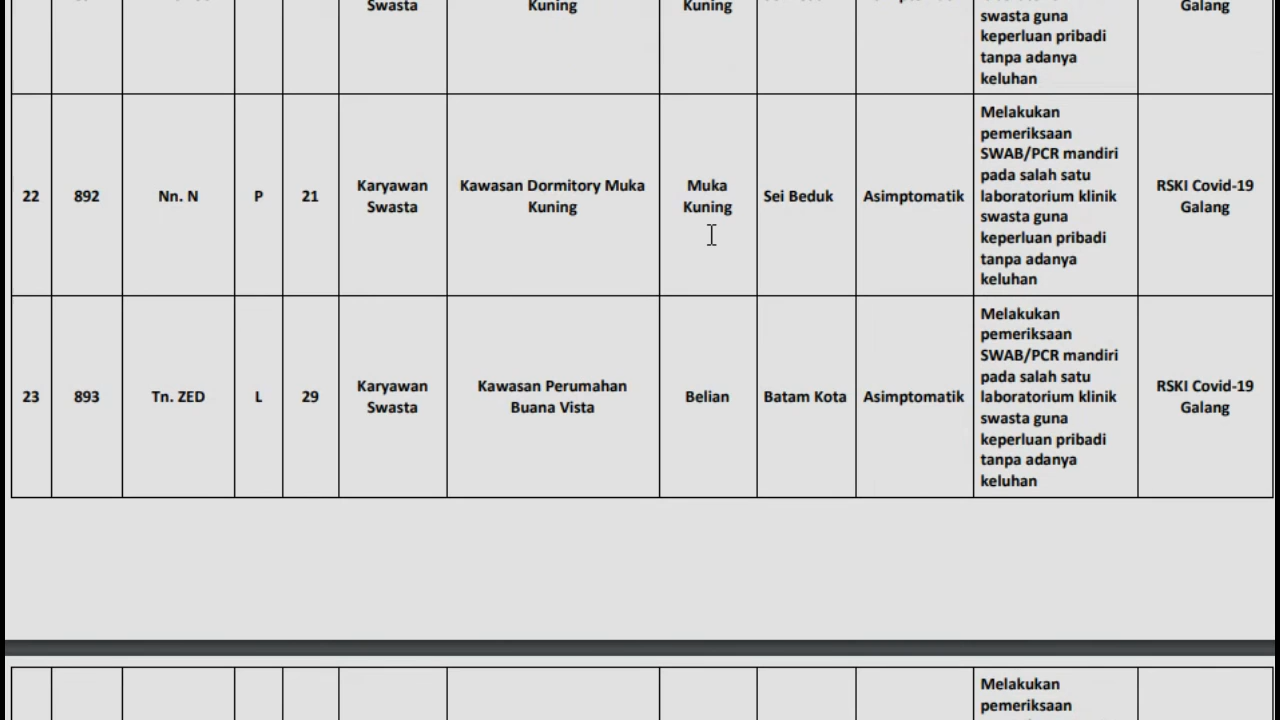 Swasta
Kuning
Kuning
swasta guna
keperluan pribadi
tanpa adanya
keluhan
Galang
22
892
Nn. N
P
21
Karyawan
Swasta
Kawasan Dormitory Muka
Kuning
Muka
Kuning
Sei Beduk
Asimptomatik
Melakukan
pemeriksaan
SWAB/PCR mandiri
pada salah satu
laboratorium klinik
swasta guna
keperluan pribadi
tanpa adanya
keluhan
RSKI Covid-19
Galang
23
893
Tn. ZED
L
29
Karyawan
Swasta
Kawasan Perumahan
Buana Vista
Belian
Batam Kota
Asimptomatik
Melakukan
pemeriksaan
SWAB/PCR mandiri
pada salah satu
laboratorium klinik
swasta guna
keperluan pribadi
tanpa adanya
keluhan
RSKI Covid-19
Galang
Melakukan
pemeriksaan